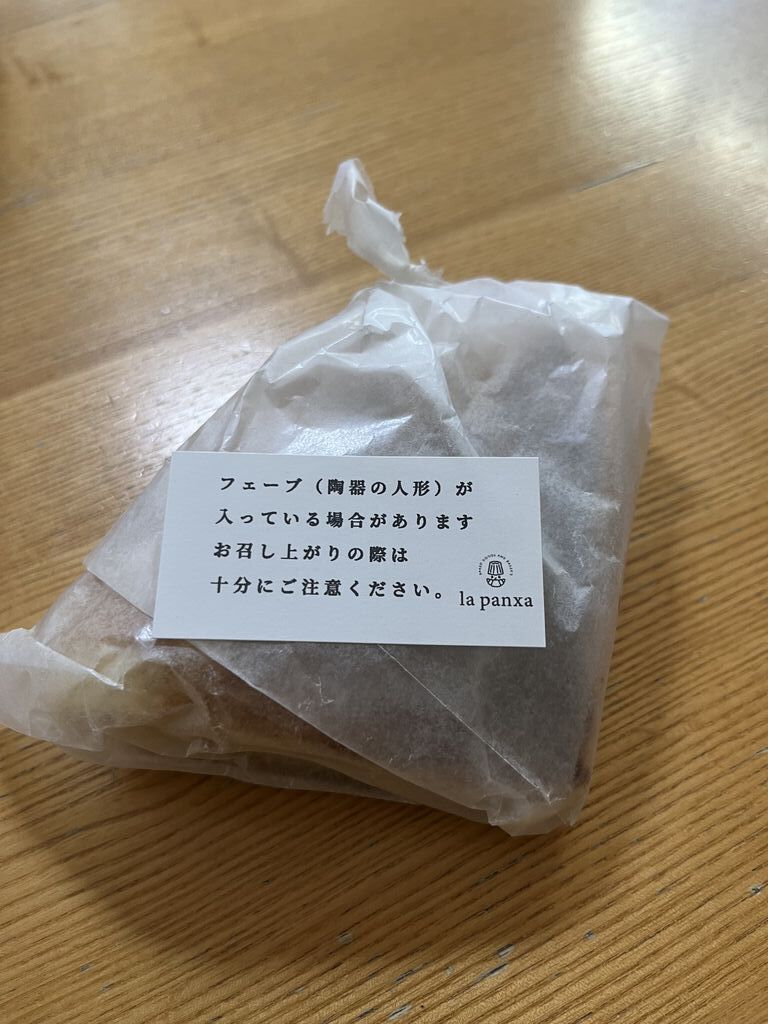 フェーブ（陶器の人形）が
入っている場合があります
お召し上がりの際は
十分にご注意ください。
la panxa